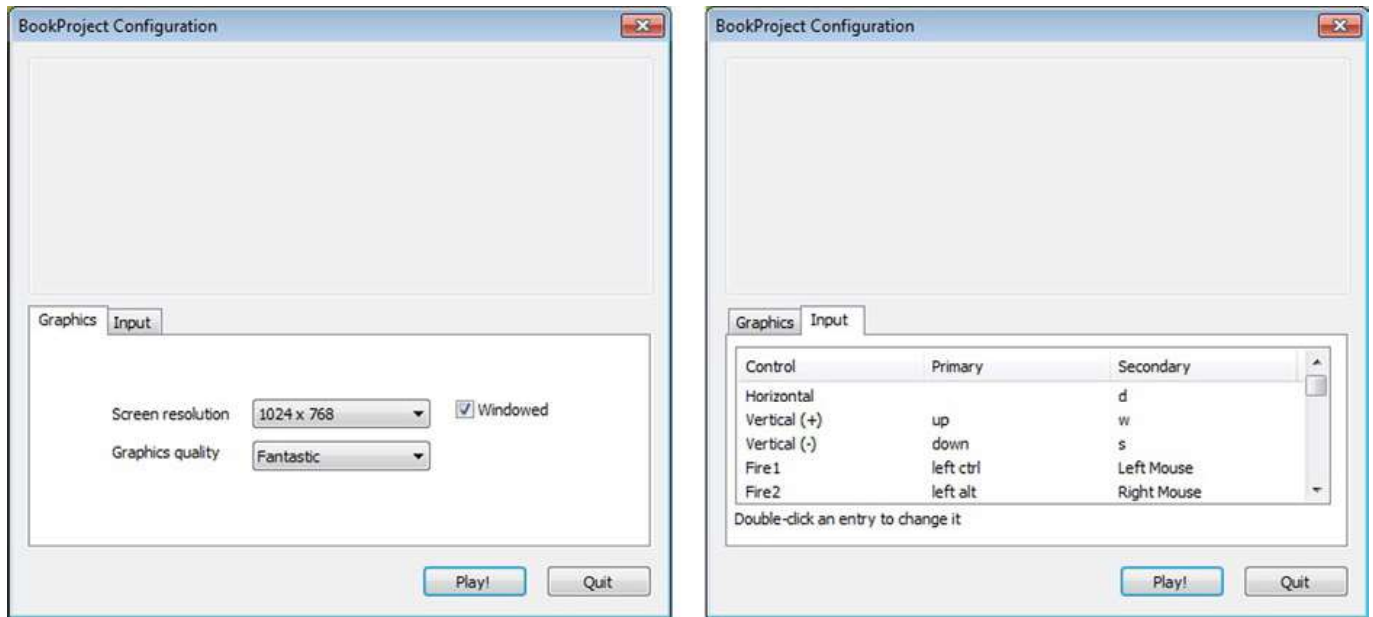 BookProject Configuration
Graphics Input
Screen resolution 1024 x 768 Windowed
Graphics quality Fantastic
Play! Quit
BookProject Configuration
Graphics Input
Control Primary Secondary
Horizontal d
Vertical (+) up w
Vertical (-) down s
Fire1 left ctrl Left Mouse
Fire2 left alt Right Mouse
Double-click an entry to change it
Play! Quit